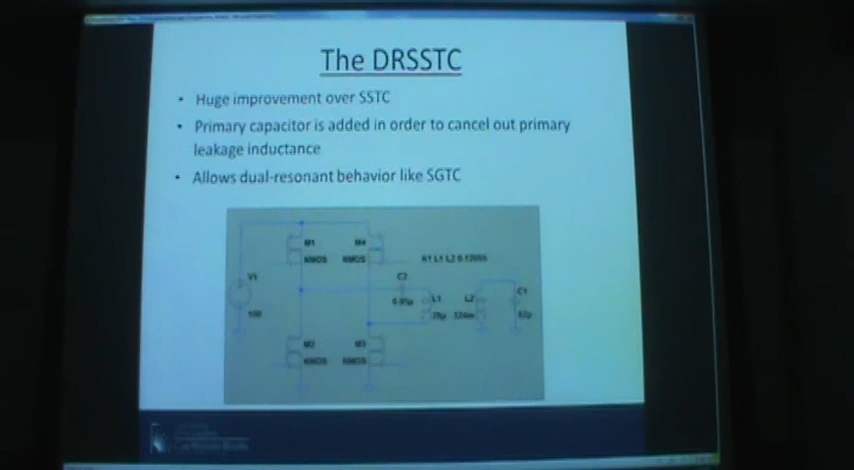 The DRSSTC
• Huge improvement over SSTC
• Primary capacitor is added in order to cancel out primary
leakage inductance
• Allows dual-resonant behavior like SGTC
M1
M4
NMOS
NMOS
V1
C2
L1
L2
C1
100
M2
M3
NMOS
NMOS